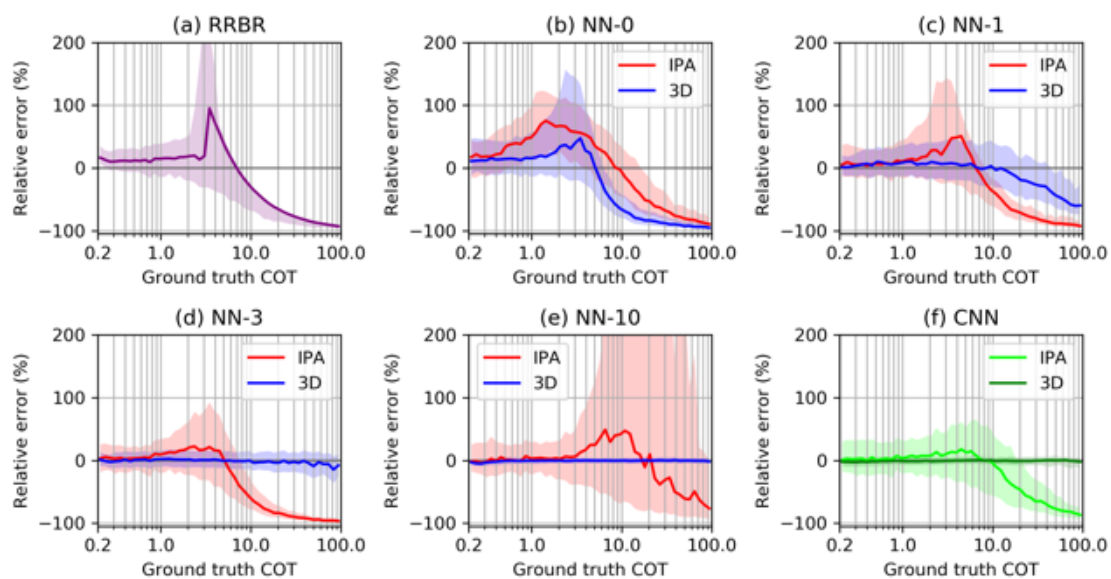 (a) RRBR
(b) NN-0
(c) NN-1
200
100
0
−100
Relative error (%)
0.2
1.0
10.0
100.0
Ground truth COT
200
100
0
−100
Relative error (%)
IPA
3D
0.2
1.0
10.0
100.0
Ground truth COT
200
100
0
−100
Relative error (%)
IPA
3D
0.2
1.0
10.0
100.0
Ground truth COT
(d) NN-3
(e) NN-10
(f) CNN
200
100
0
−100
Relative error (%)
IPA
3D
0.2
1.0
10.0
100.0
Ground truth COT
200
100
0
−100
Relative error (%)
IPA
3D
0.2
1.0
10.0
100.0
Ground truth COT
200
100
0
−100
Relative error (%)
IPA
3D
0.2
1.0
10.0
100.0
Ground truth COT